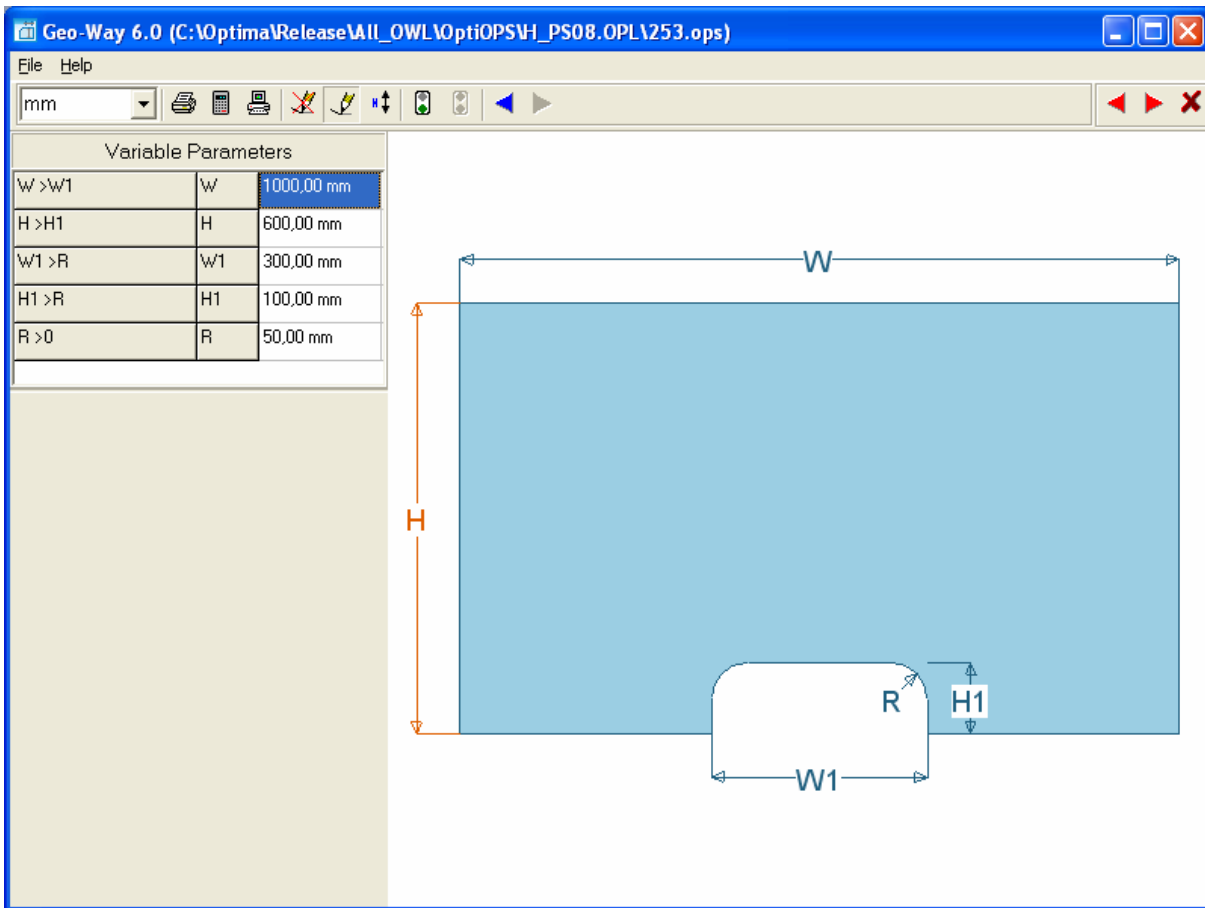 Geo-Way 6.0 (C:\Optima\Release\All_OWL\OptiOPS\H_PS08.OPL\253.ops)
File Help
mm
H
Variable Parameters
W >W1 W 1000,00 mm
H >H1 H 600,00 mm
W1 >R W1 300,00 mm
H1 >R H1 100,00 mm
R >0 R 50,00 mm
W
H
R H1
W1